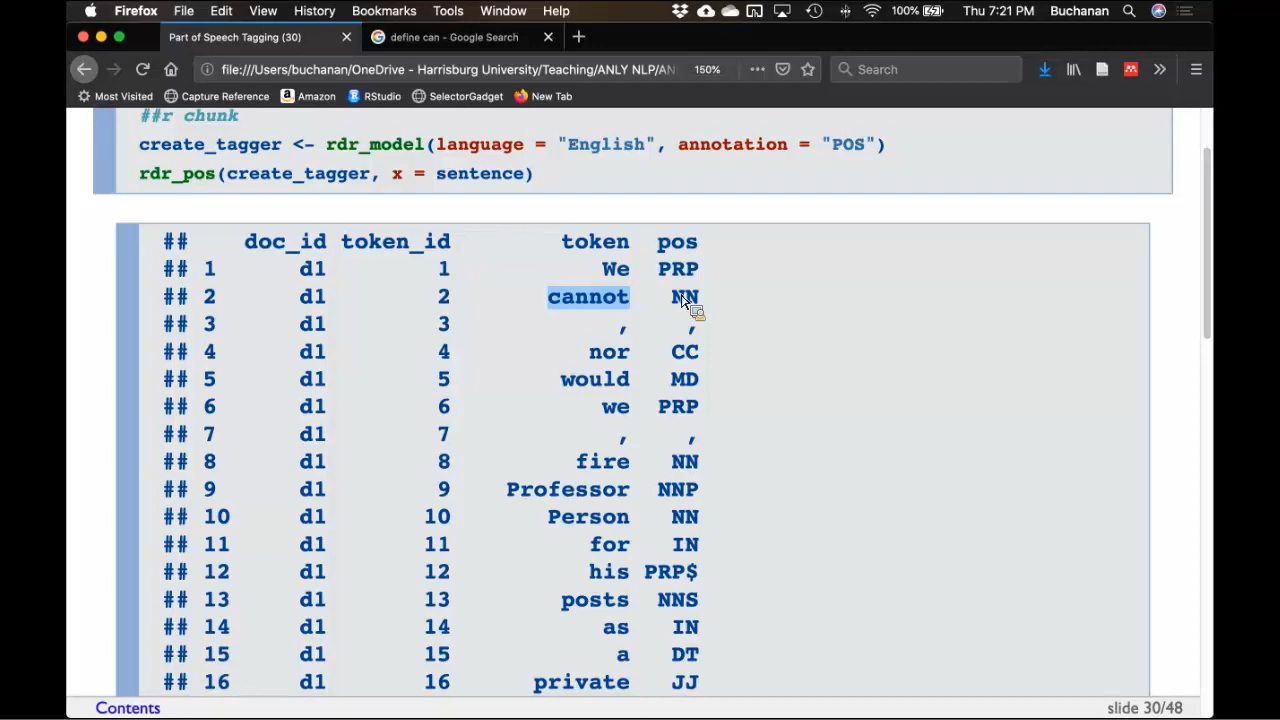 Firefox File Edit View History Bookmarks Tools Window Help 100% Thu 7:21 PM Buchanan
Part of Speech Tagging (30) define can - Google Search
file:///Users/buchanan/OneDrive - Harrisburg University/Teaching/ANLY NLP/AN 150% Search
Most Visited Capture Reference Amazon RStudio SelectorGadget New Tab
##r chunk
create_tagger <- rdr_model(language = "English", annotation = "POS")
rdr_pos(create_tagger, x = sentence)
## doc_id token_id token pos
## 1 d1 1 We PRP
## 2 d1 2 cannot NN
## 3 d1 3 , ,
## 4 d1 4 nor CC
## 5 d1 5 would MD
## 6 d1 6 we PRP
## 7 d1 7 , ,
## 8 d1 8 fire NN
## 9 d1 9 Professor NNP
## 10 d1 10 Person NN
## 11 d1 11 for IN
## 12 d1 12 his PRP$
## 13 d1 13 posts NNS
## 14 d1 14 as IN
## 15 d1 15 a DT
## 16 d1 16 private JJ
Contents slide 30/48